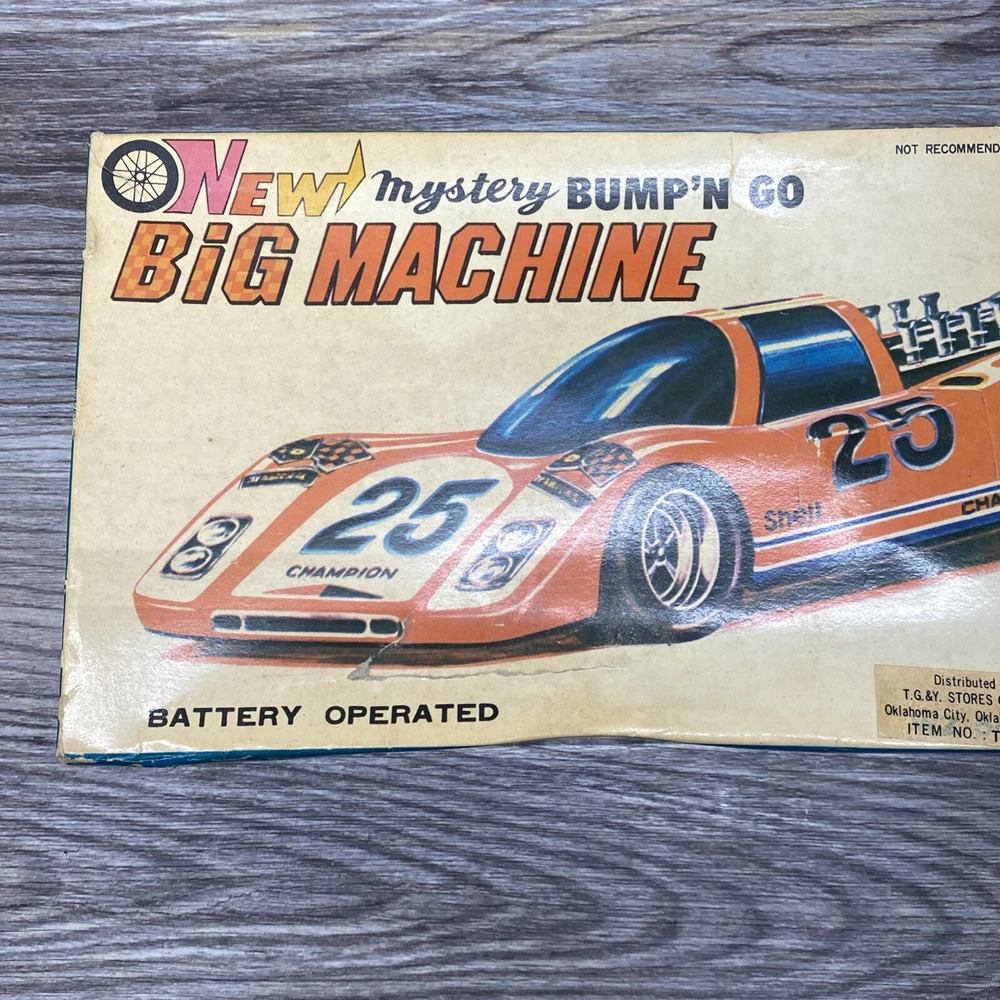 NEW mystery BUMP'N GO
NOT RECOMMEND
BiG MACHINE
25
25
Shell
CHA
CHAMPION
Distributed
T.G.&Y. STORES
Oklahoma City, Okla
ITEM NO. : T
BATTERY OPERATED